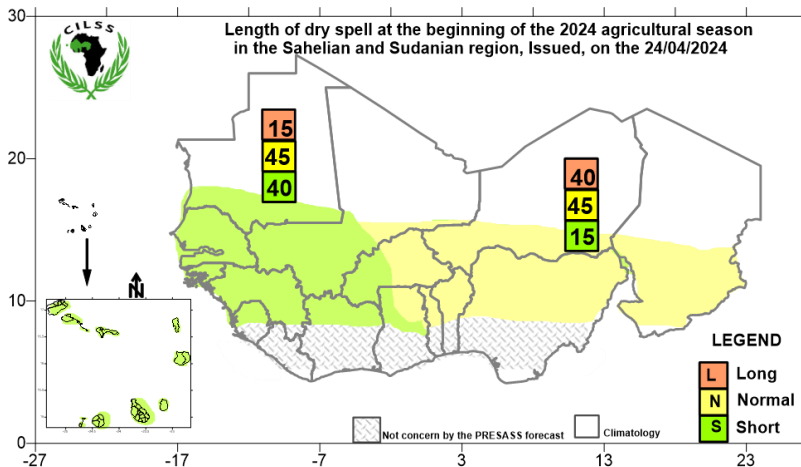 CILSS
Length of dry spell at the beginning of the 2024 agricultural season
in the Sahelian and Sudanian region, Issued, on the 24/04/2024
30
20
10
0
-27
-17
-7
3
13
23
15
45
40
40
45
15
N
LEGEND
L Long
N Normal
S Short
Not concern by the PRESASS forecast
Climatology